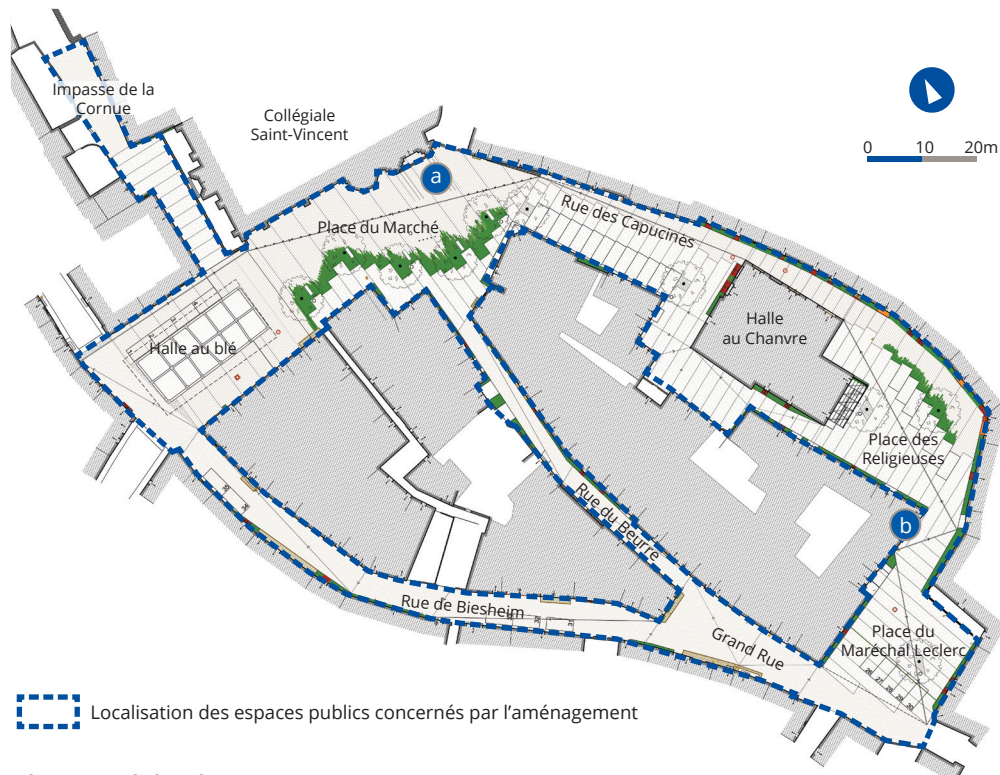 Impasse de la
Cornue
Collégiale
Saint-Vincent
0 10 20m
a
Place du Marché
Rue des Capucines
Halle au blé
Halle
au Chanvre
Place des
Religieuses
b
Rue du Beurre
Rue de Biesheim
Grand Rue
Place du
Maréchal Leclerc
Localisation des espaces publics concernés par l'aménagement